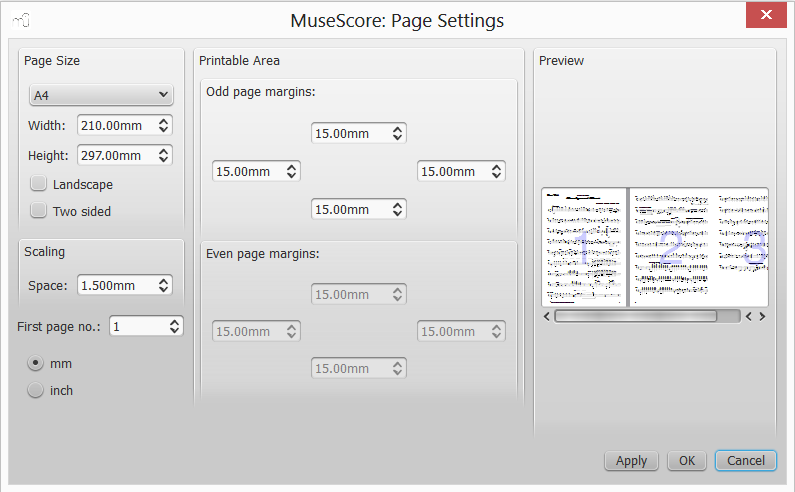 MuseScore: Page Settings
Page Size
A4
Width: 210.00mm
Height: 297.00mm
Landscape
Two sided
Scaling
Space: 1.500mm
First page no.: 1
mm
inch
Printable Area
Odd page margins:
15.00mm
15.00mm 15.00mm
15.00mm
Even page margins:
15.00mm
15.00mm 15.00mm
15.00mm
Preview
1 2 3
Apply OK Cancel